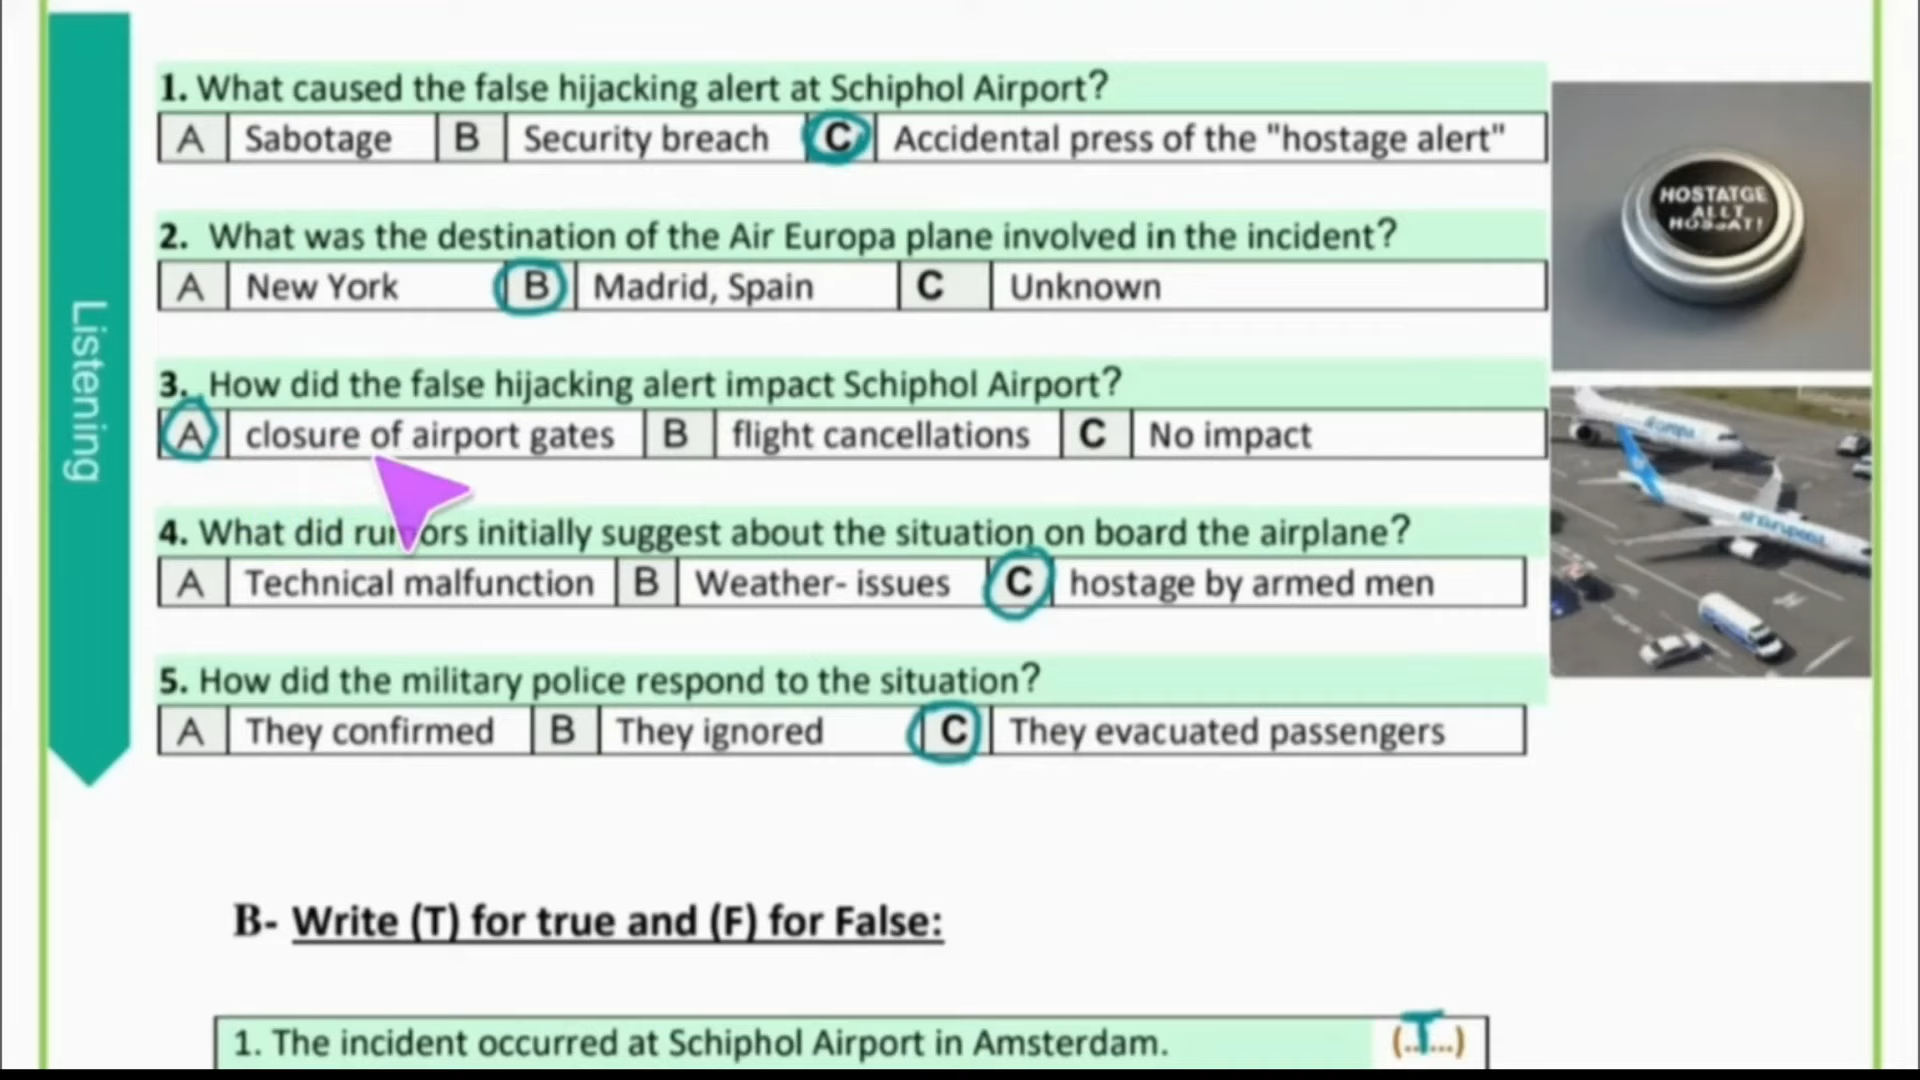 Listening
1. What caused the false hijacking alert at Schiphol Airport?
A Sabotage B Security breach C Accidental press of the "hostage alert"
HOSTATGE
2. What was the destination of the Air Europa plane involved in the incident?
A New York B Madrid, Spain C Unknown
3. How did the false hijacking alert impact Schiphol Airport?
A closure of airport gates B flight cancellations C No impact
4. What did rumors initially suggest about the situation on board the airplane?
A Technical malfunction B Weather- issues C hostage by armed men
5. How did the military police respond to the situation?
A They confirmed B They ignored C They evacuated passengers
B- Write (T) for true and (F) for False:
1. The incident occurred at Schiphol Airport in Amsterdam. (..T...)